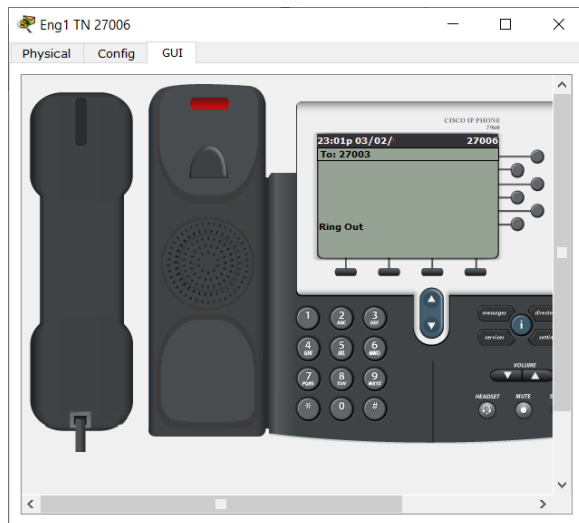 Eng1 TN 27006
Physical Config GUI
CISCO IP PHONE
7960
23:01p 03/02/ 27006
To: 27003
Ring Out
1 2 ABC 3 DEF
4 GHI 5 JKL 6 MNO
7 PQRS 8 TUV 9 WXYZ
* 0 #
messages directo
i
services settin
VOLUME
HEADSET MUTE S